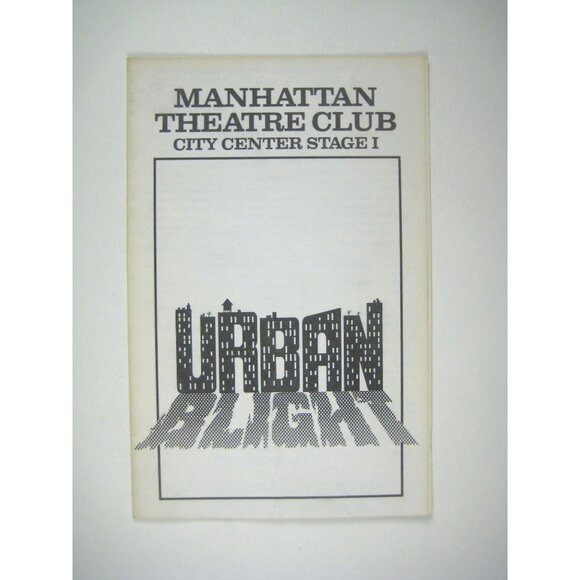 MANHATTAN
THEATRE CLUB
CITY CENTER STAGE I
URBAN
BLIGHT